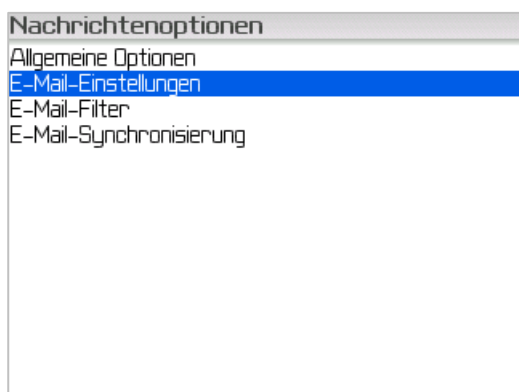 Nachrichtenoptionen
Allgemeine Optionen
E-Mail-Einstellungen
E-Mail-Filter
E-Mail-Synchronisierung